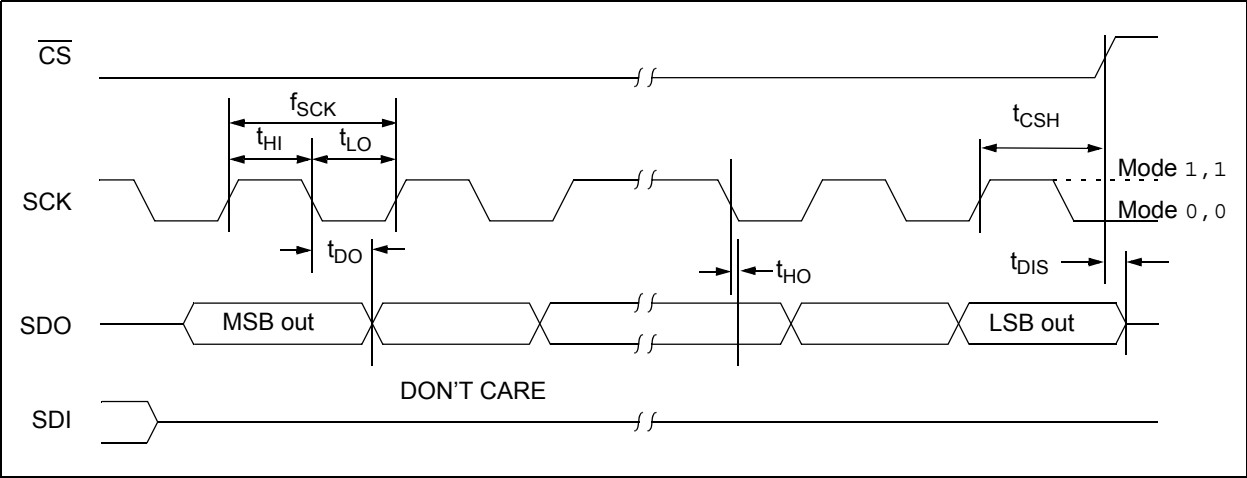 CS
fSCK
tHI
tLO
tCSH
SCK
Mode 1,1
Mode 0,0
tDO
tHO
tDIS
SDO
MSB out
LSB out
DON'T CARE
SDI